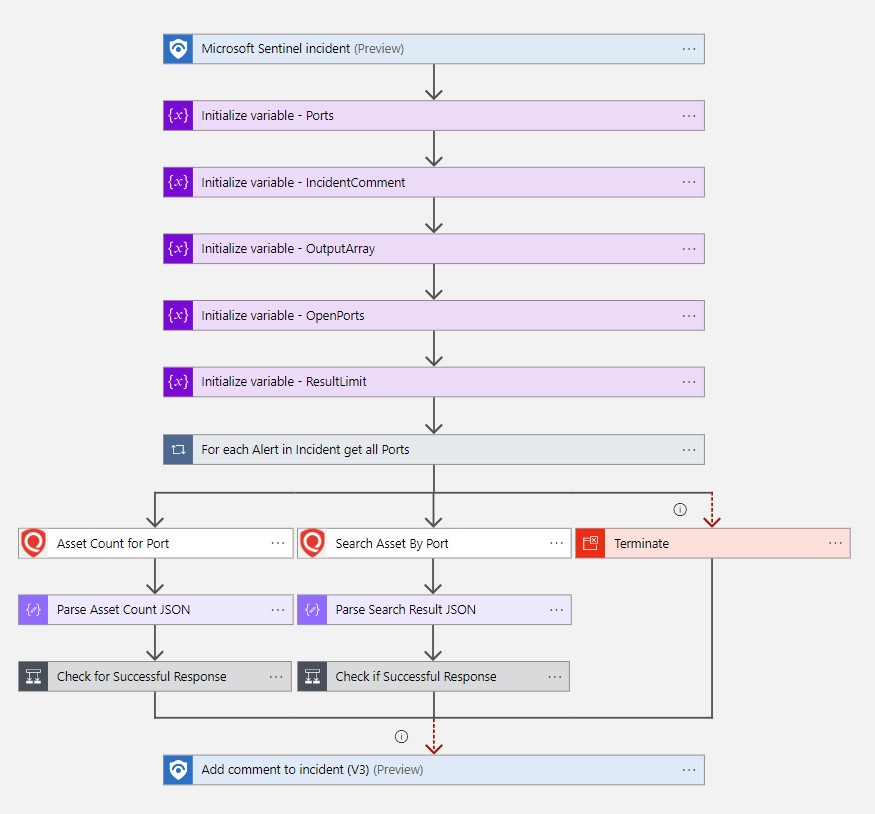 Microsoft Sentinel incident (Preview)
Initialize variable - Ports
Initialize variable - IncidentComment
Initialize variable - OutputArray
Initialize variable - OpenPorts
Initialize variable - ResultLimit
For each Alert in Incident get all Ports
Asset Count for Port
Search Asset By Port
Terminate
Parse Asset Count JSON
Parse Search Result JSON
Check for Successful Response
Check if Successful Response
Add comment to incident (V3) (Preview)